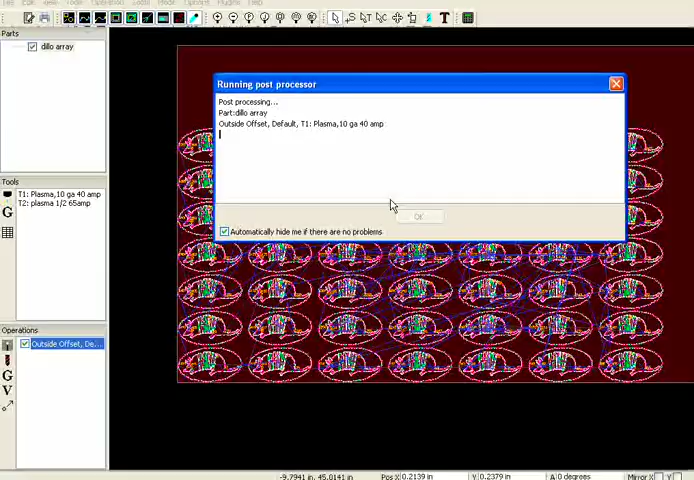 Parts
dillo array
Running post processor
Post processing...
Part:dillo array
Outside Offset, Default, T1: Plasma,10 ga 40 amp
OK
Automatically hide me if there are no problems
Tools
T1: Plasma,10 ga 40 amp
T2: plasma 1/2 65amp
Operations
Outside Offset, De...
-9.7941 in, 45.8141 in
Pos X 0.2139 in
Y 0.2379 in
A 0 degrees
Mirror X
Y